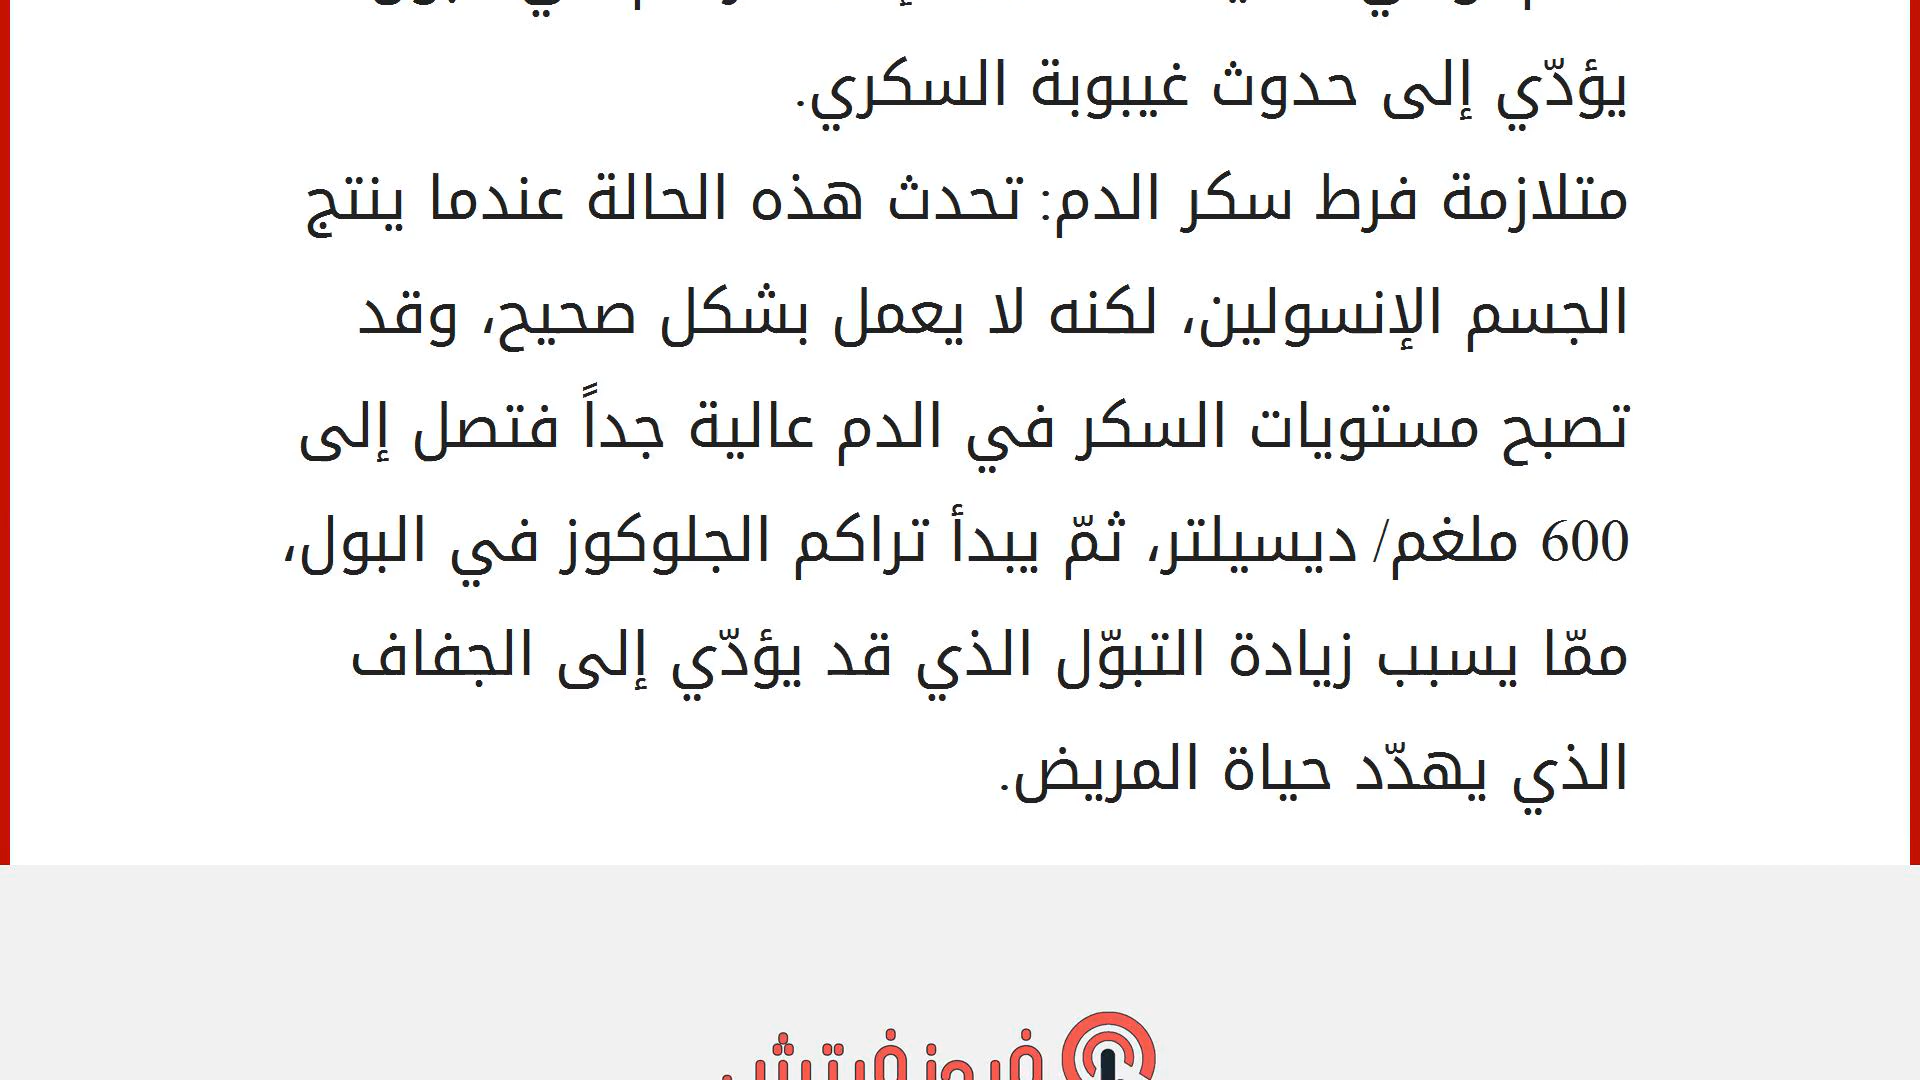 يؤدّي إلى حدوث غيبوبة السكري.
متلازمة فرط سكر الدم: تحدث هذه الحالة عندما ينتج
الجسم الإنسولين، لكنه لا يعمل بشكل صحيح، وقد
تصبح مستويات السكر في الدم عالية جداً فتصل إلى
600 ملغم/ ديسيلتر، ثمّ يبدأ تراكم الجلوكوز في البول،
ممّا يسبب زيادة التبوّل الذي قد يؤدّي إلى الجفاف
الذي يهدّد حياة المريض.